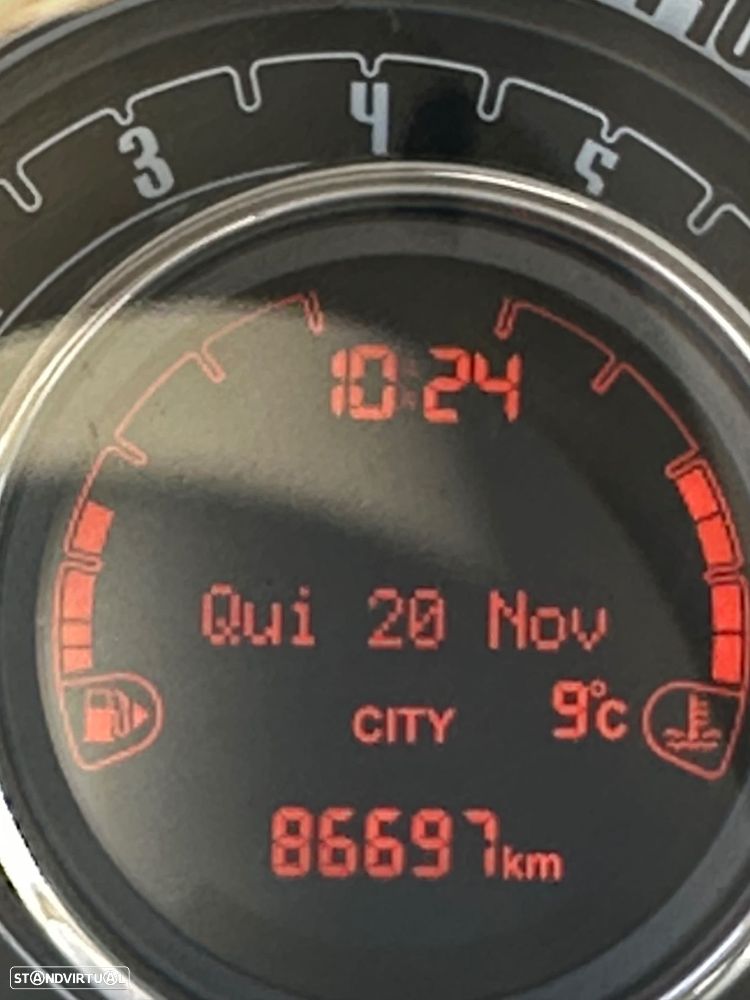 3 4 5
10:24
Qui 20 Nov
CITY 9°C
86697km
STANDVIRTUAL